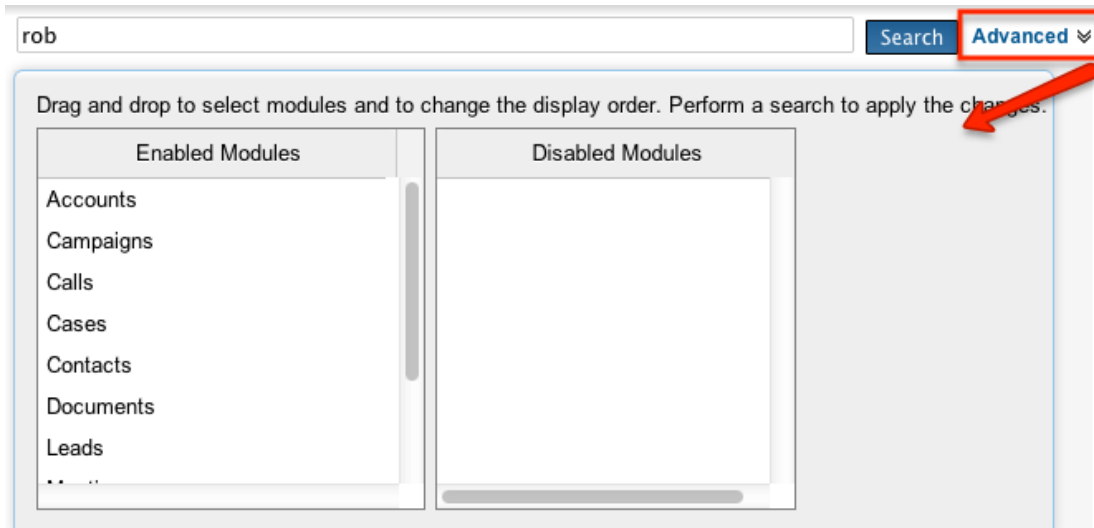 rob
Search
Advanced
Drag and drop to select modules and to change the display order. Perform a search to apply the changes.
Enabled Modules
Disabled Modules
Accounts
Campaigns
Calls
Cases
Contacts
Documents
Leads